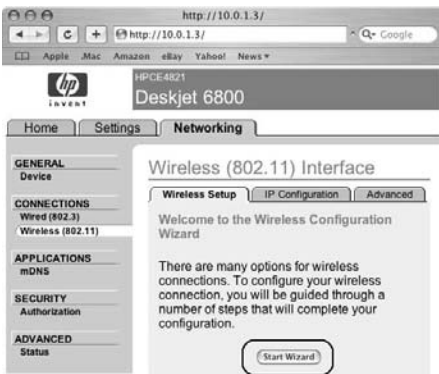 http://10.0.1.3/
http://10.0.1.3/
Google
Apple .Mac Amazon eBay Yahoo! News
hp
invent
HPCE4821
Deskjet 6800
Home Settings Networking
GENERAL
Device
CONNECTIONS
Wired (802.3)
Wireless (802.11)
APPLICATIONS
mDNS
SECURITY
Authorization
ADVANCED
Status
Wireless (802.11) Interface
Wireless Setup IP Configuration Advanced
Welcome to the Wireless Configuration
Wizard
There are many options for wireless
connections. To configure your wireless
connection, you will be guided through a
number of steps that will complete your
configuration.
Start Wizard